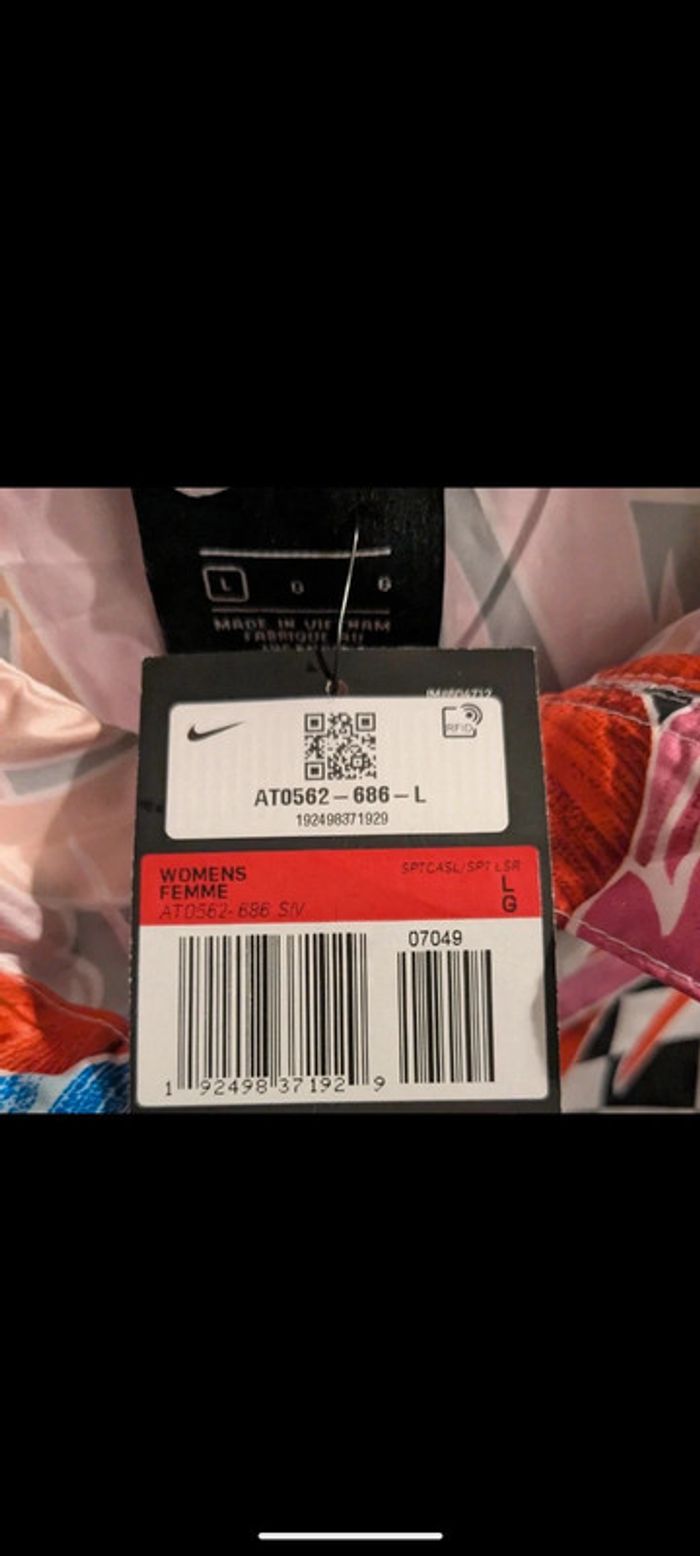 L G G
MADE IN VIETNAM
FABRIQUE AU
RFID
AT0562-686-L
192498371929
WOMENS
FEMME
AT0562-686 SIV
SPTCASL/SPT LSR
L
G
07049
1 92498 37192 9